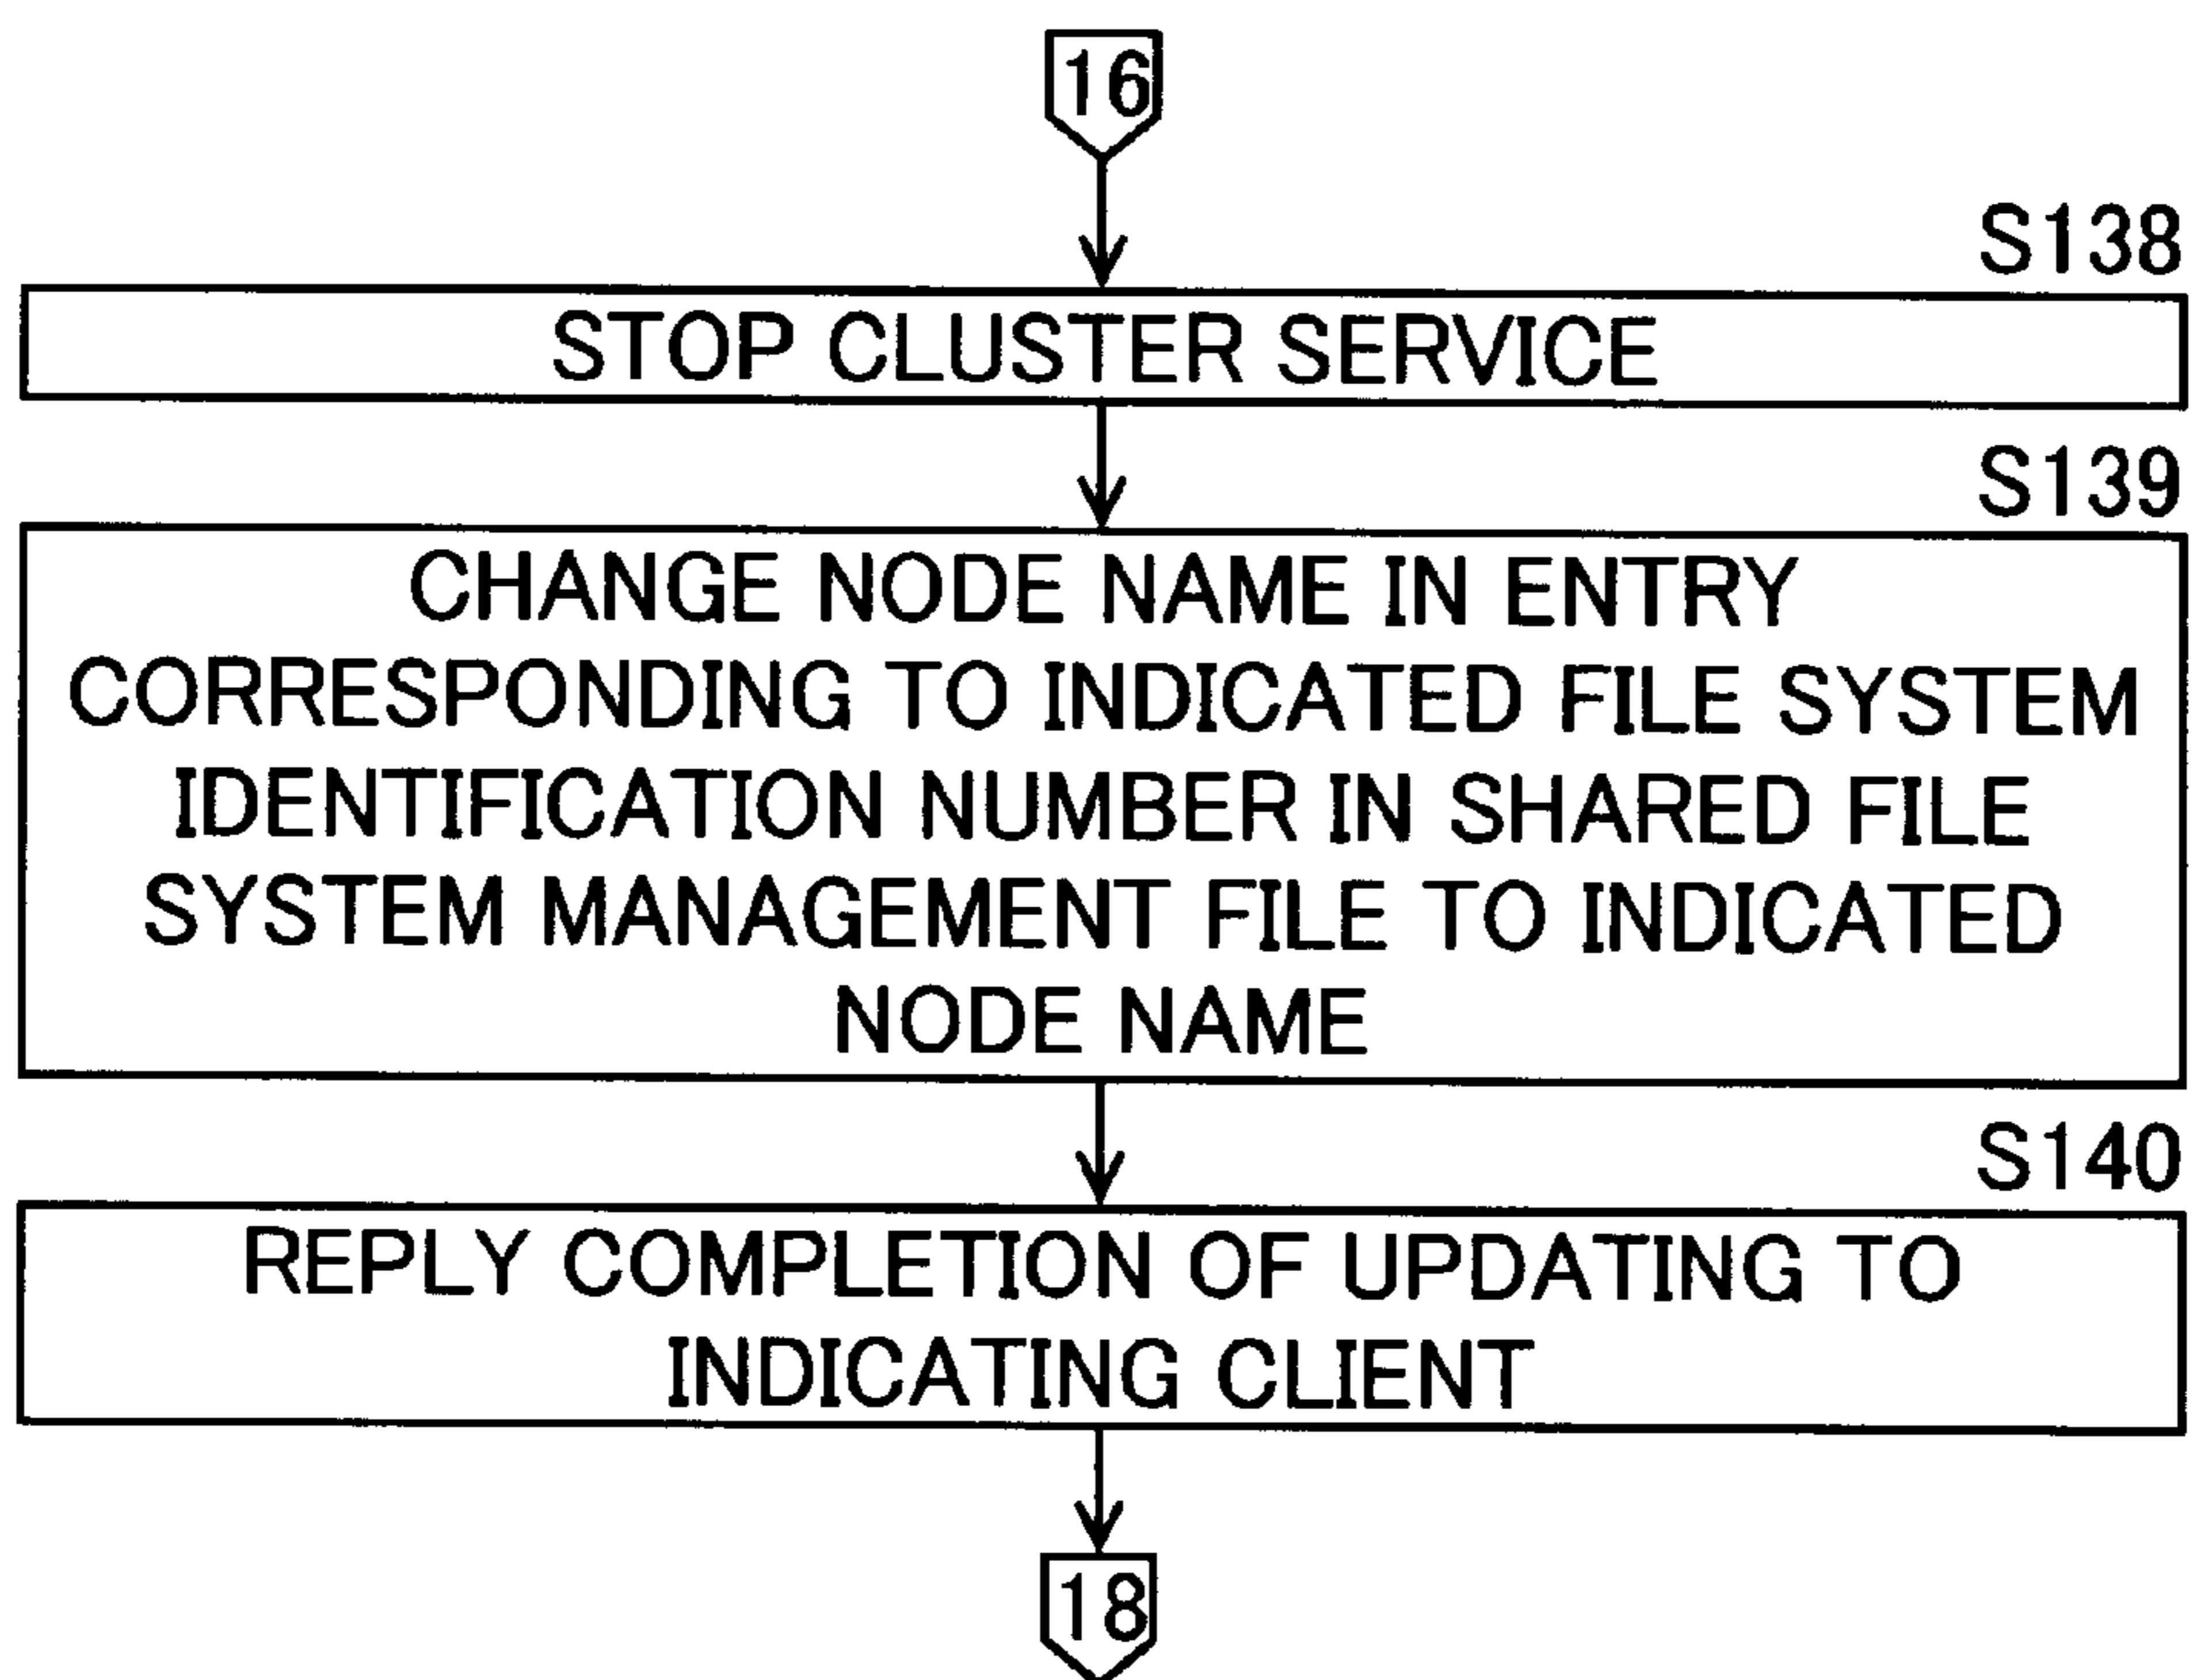 16
S138
STOP CLUSTER SERVICE
S139
CHANGE NODE NAME IN ENTRY
CORRESPONDING TO INDICATED FILE SYSTEM
IDENTIFICATION NUMBER IN SHARED FILE
SYSTEM MANAGEMENT FILE TO INDICATED
NODE NAME
S140
REPLY COMPLETION OF UPDATING TO
INDICATING CLIENT
18